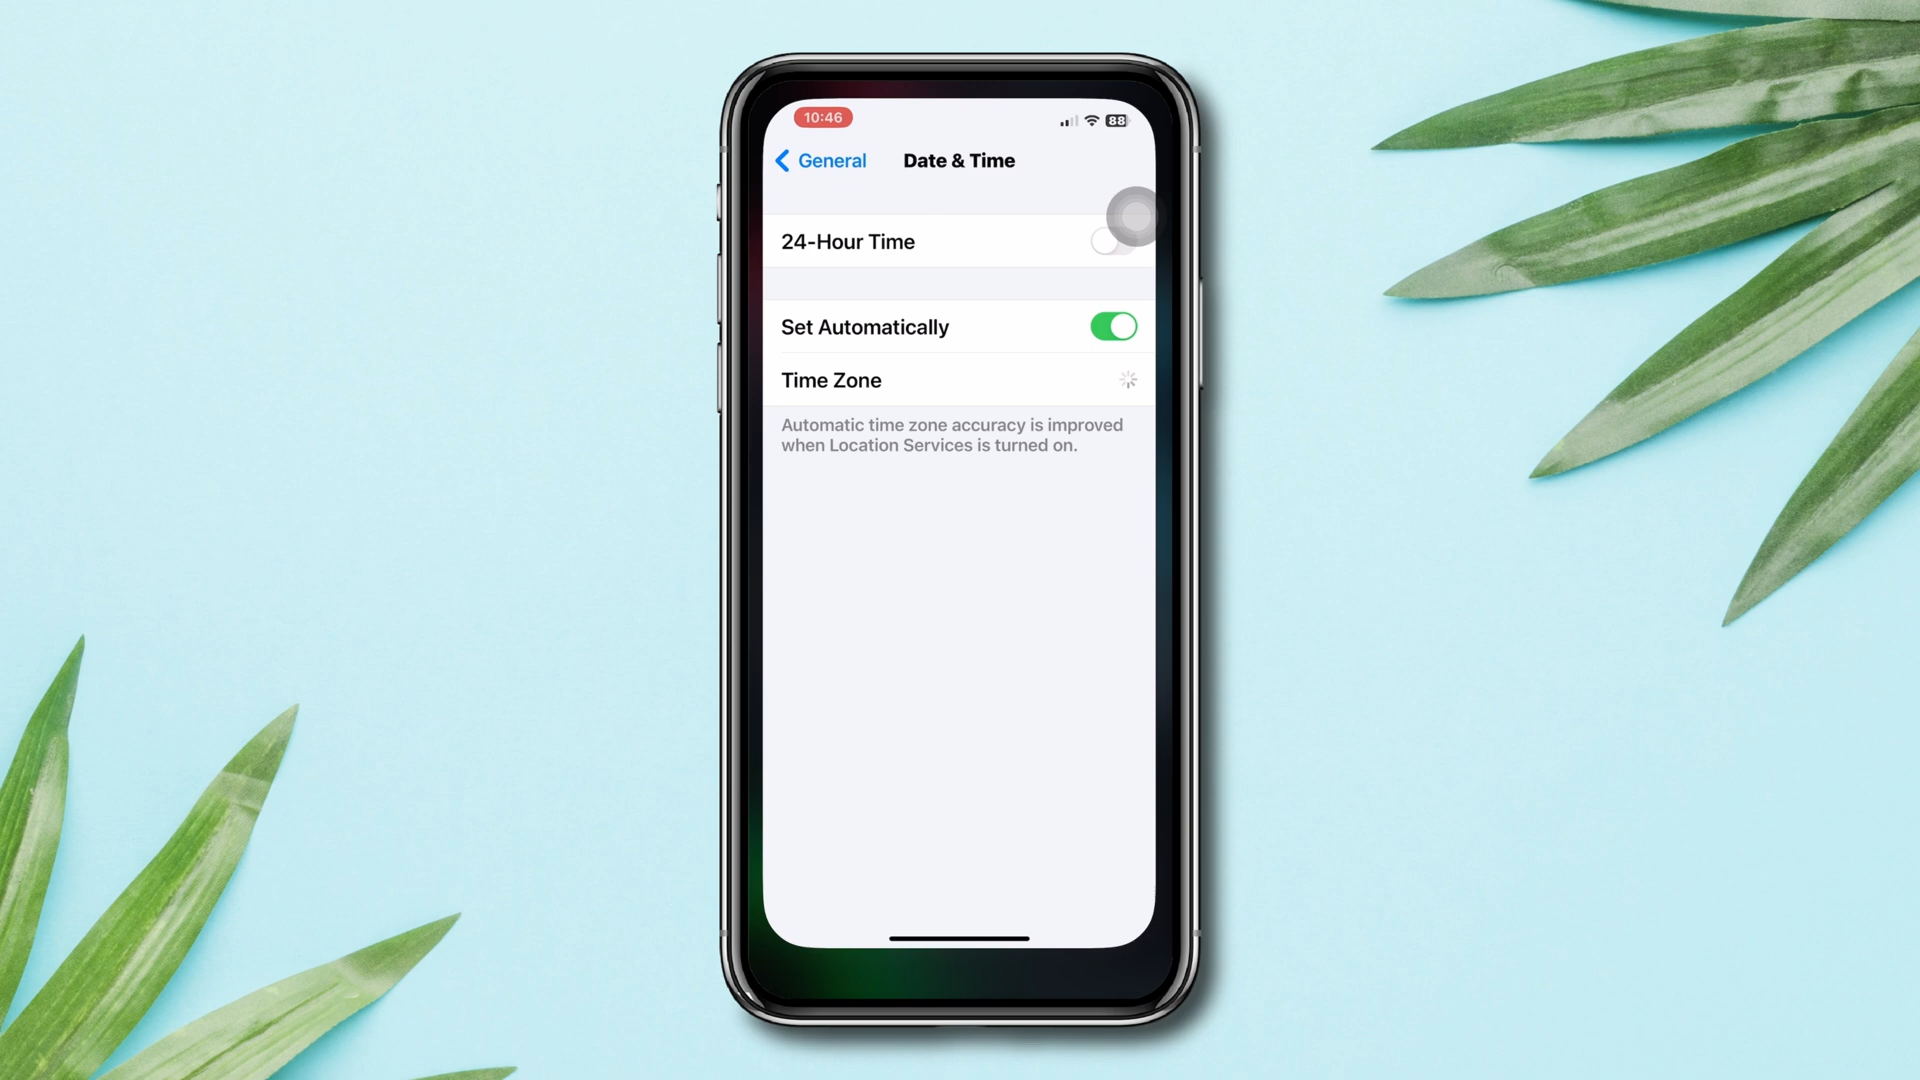 10:46
88
General
Date & Time
24-Hour Time
Set Automatically
Time Zone
Automatic time zone accuracy is improved
when Location Services is turned on.